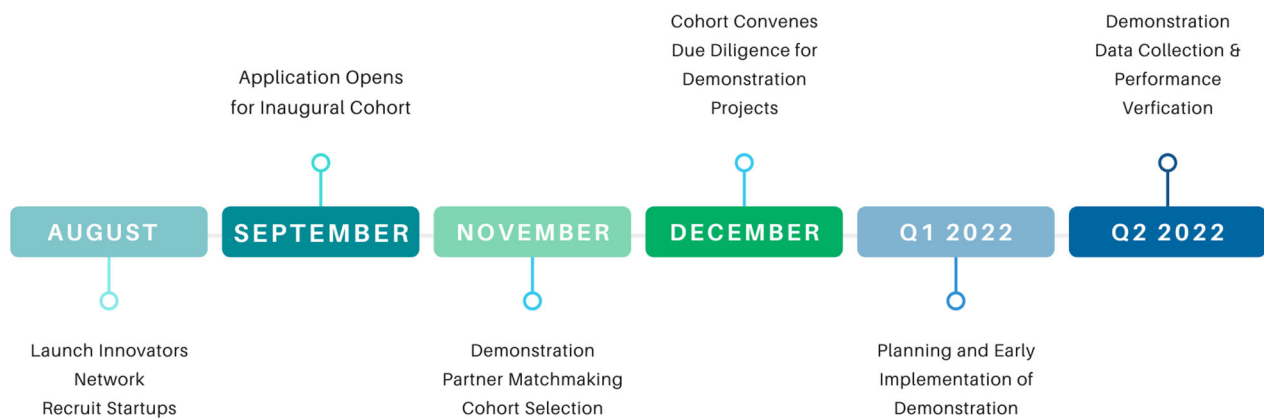 Cohort Convenes
Due Diligence for
Demonstration
Projects
Demonstration
Data Collection &
Performance
Verfication
Application Opens
for Inaugural Cohort
AUGUST
SEPTEMBER
NOVEMBER
DECEMBER
Q1 2022
Q2 2022
Launch Innovators
Network
Recruit Startups
Demonstration
Partner Matchmaking
Cohort Selection
Planning and Early
Implementation of
Demonstration